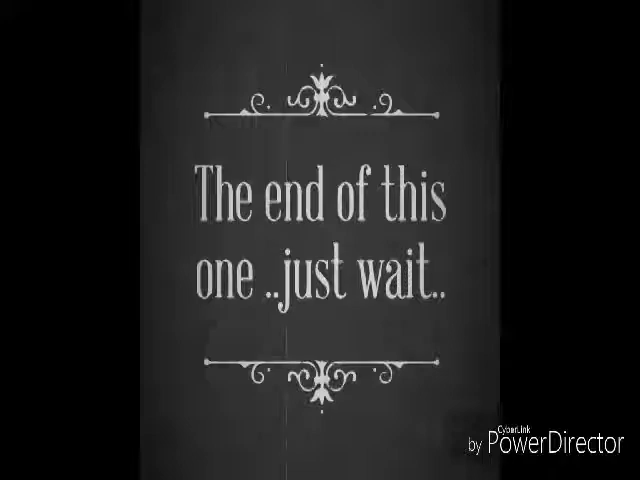 The end of this
one ..just wait..
CyberLink
by PowerDirector